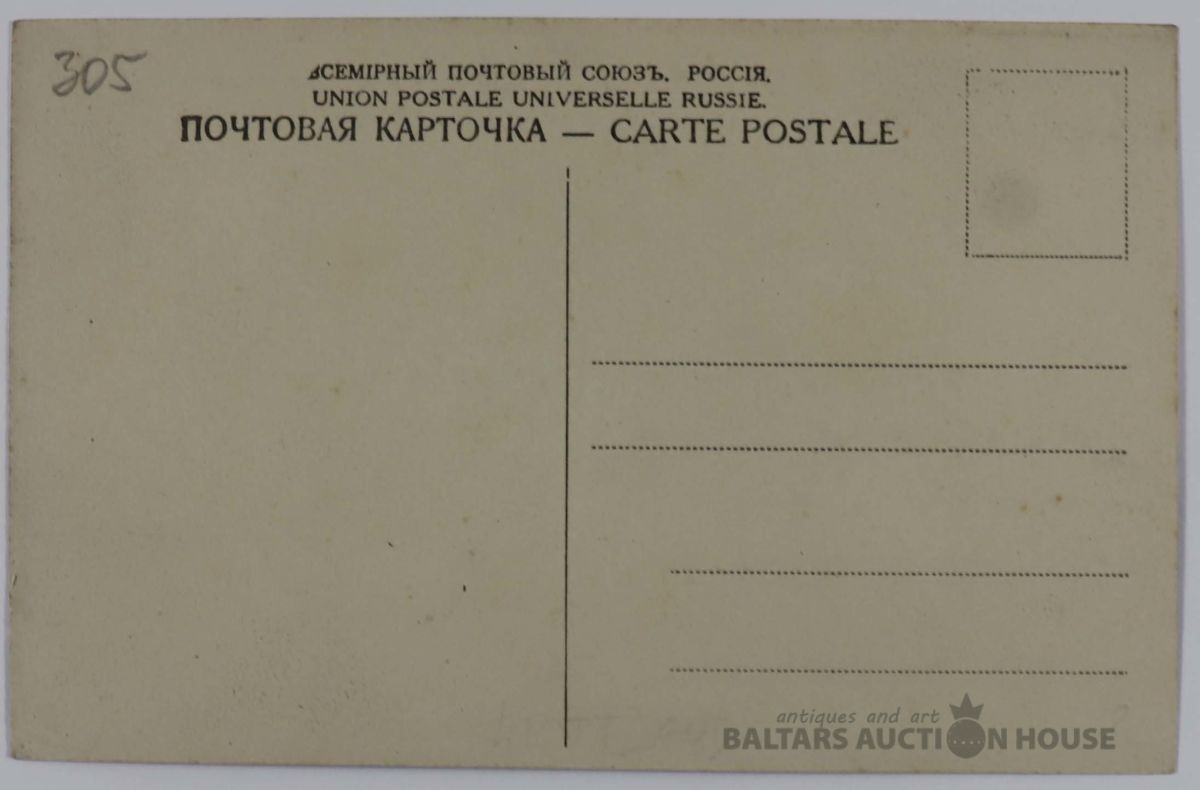 305
ВСЕМІРНЫЙ ПОЧТОВЫЙ СОЮЗЪ. РОССІЯ.
UNION POSTALE UNIVERSELLE RUSSIE.
ПОЧТОВАЯ КАРТОЧКА — CARTE POSTALE
antiques and art
BALTARS AUCTION HOUSE